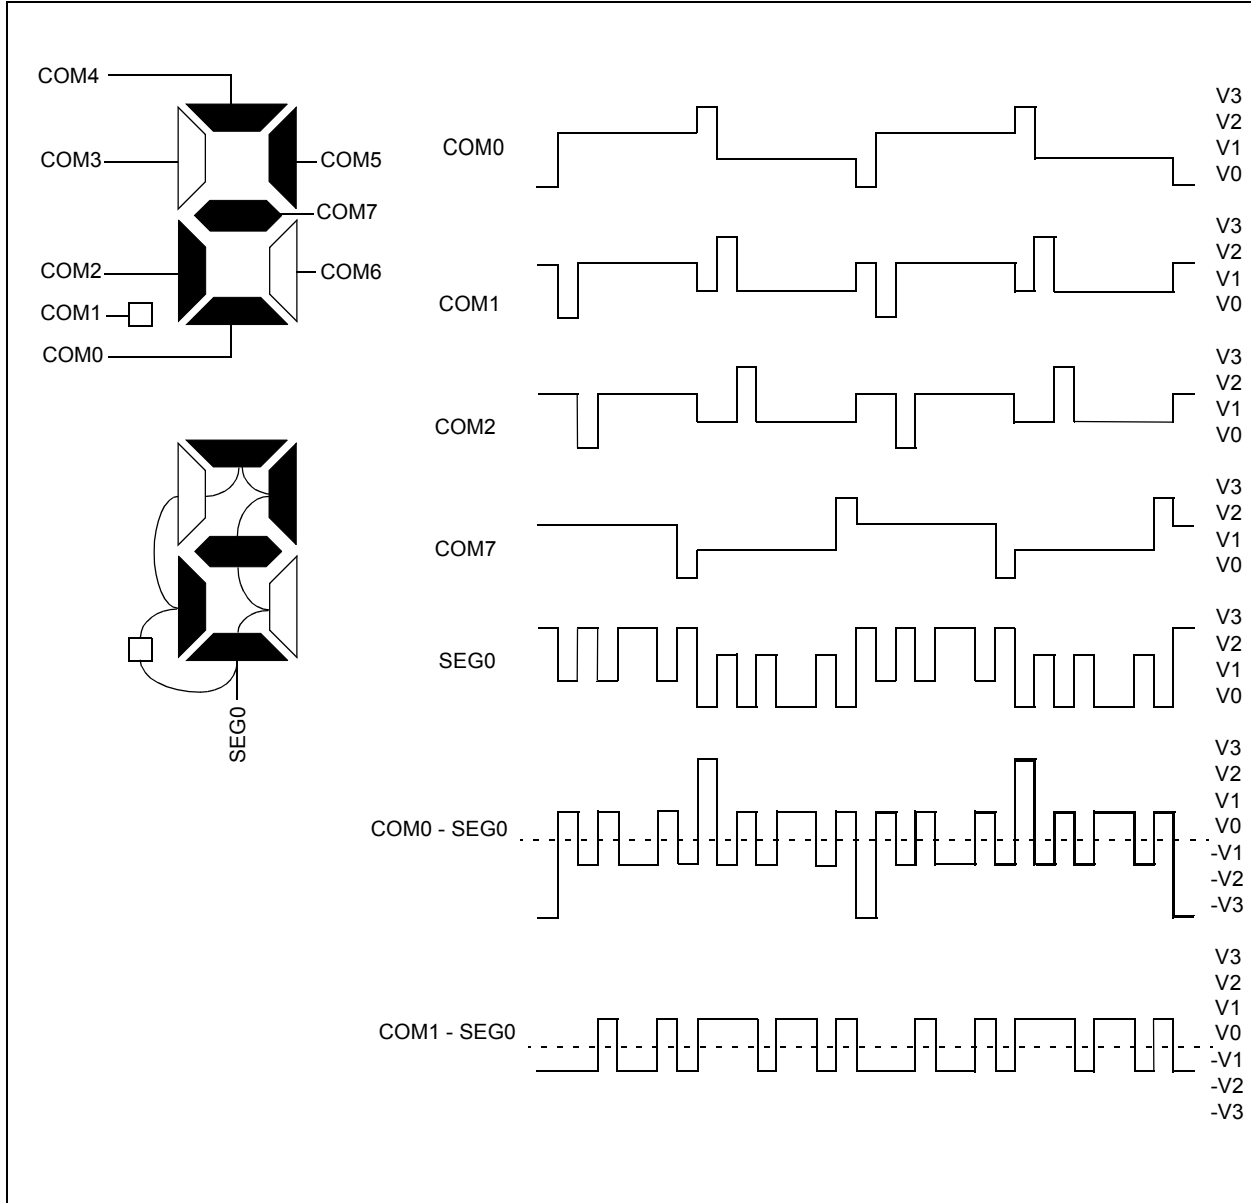 COM4
COM3
COM5
COM7
COM2
COM6
COM1
COM0
SEG0
COM0
V3
V2
V1
V0
COM1
V3
V2
V1
V0
COM2
V3
V2
V1
V0
COM7
V3
V2
V1
V0
SEG0
V3
V2
V1
V0
COM0 - SEG0
V3
V2
V1
V0
-V1
-V2
-V3
COM1 - SEG0
V3
V2
V1
V0
-V1
-V2
-V3